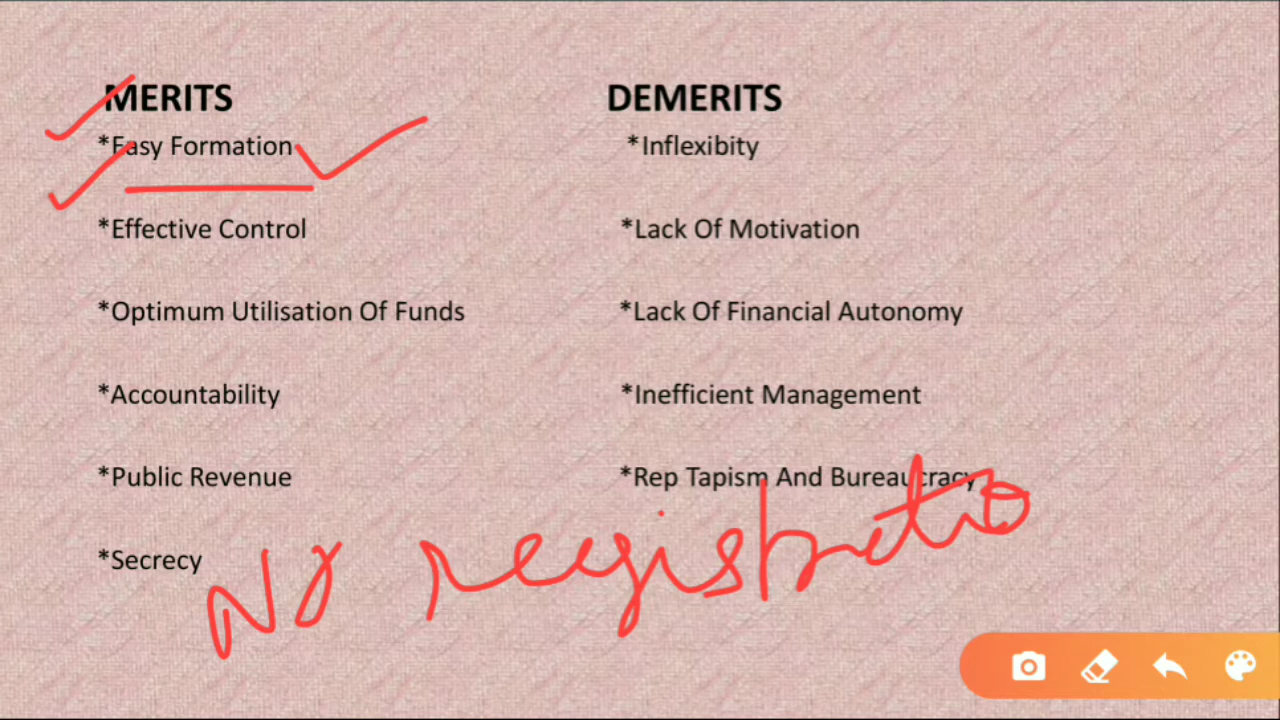 MERITS
*Easy Formation
*Effective Control
*Optimum Utilisation Of Funds
*Accountability
*Public Revenue
*Secrecy
DEMERITS
*Inflexibity
*Lack Of Motivation
*Lack Of Financial Autonomy
*Inefficient Management
*Rep Tapism And Bureaucracy
No registratio